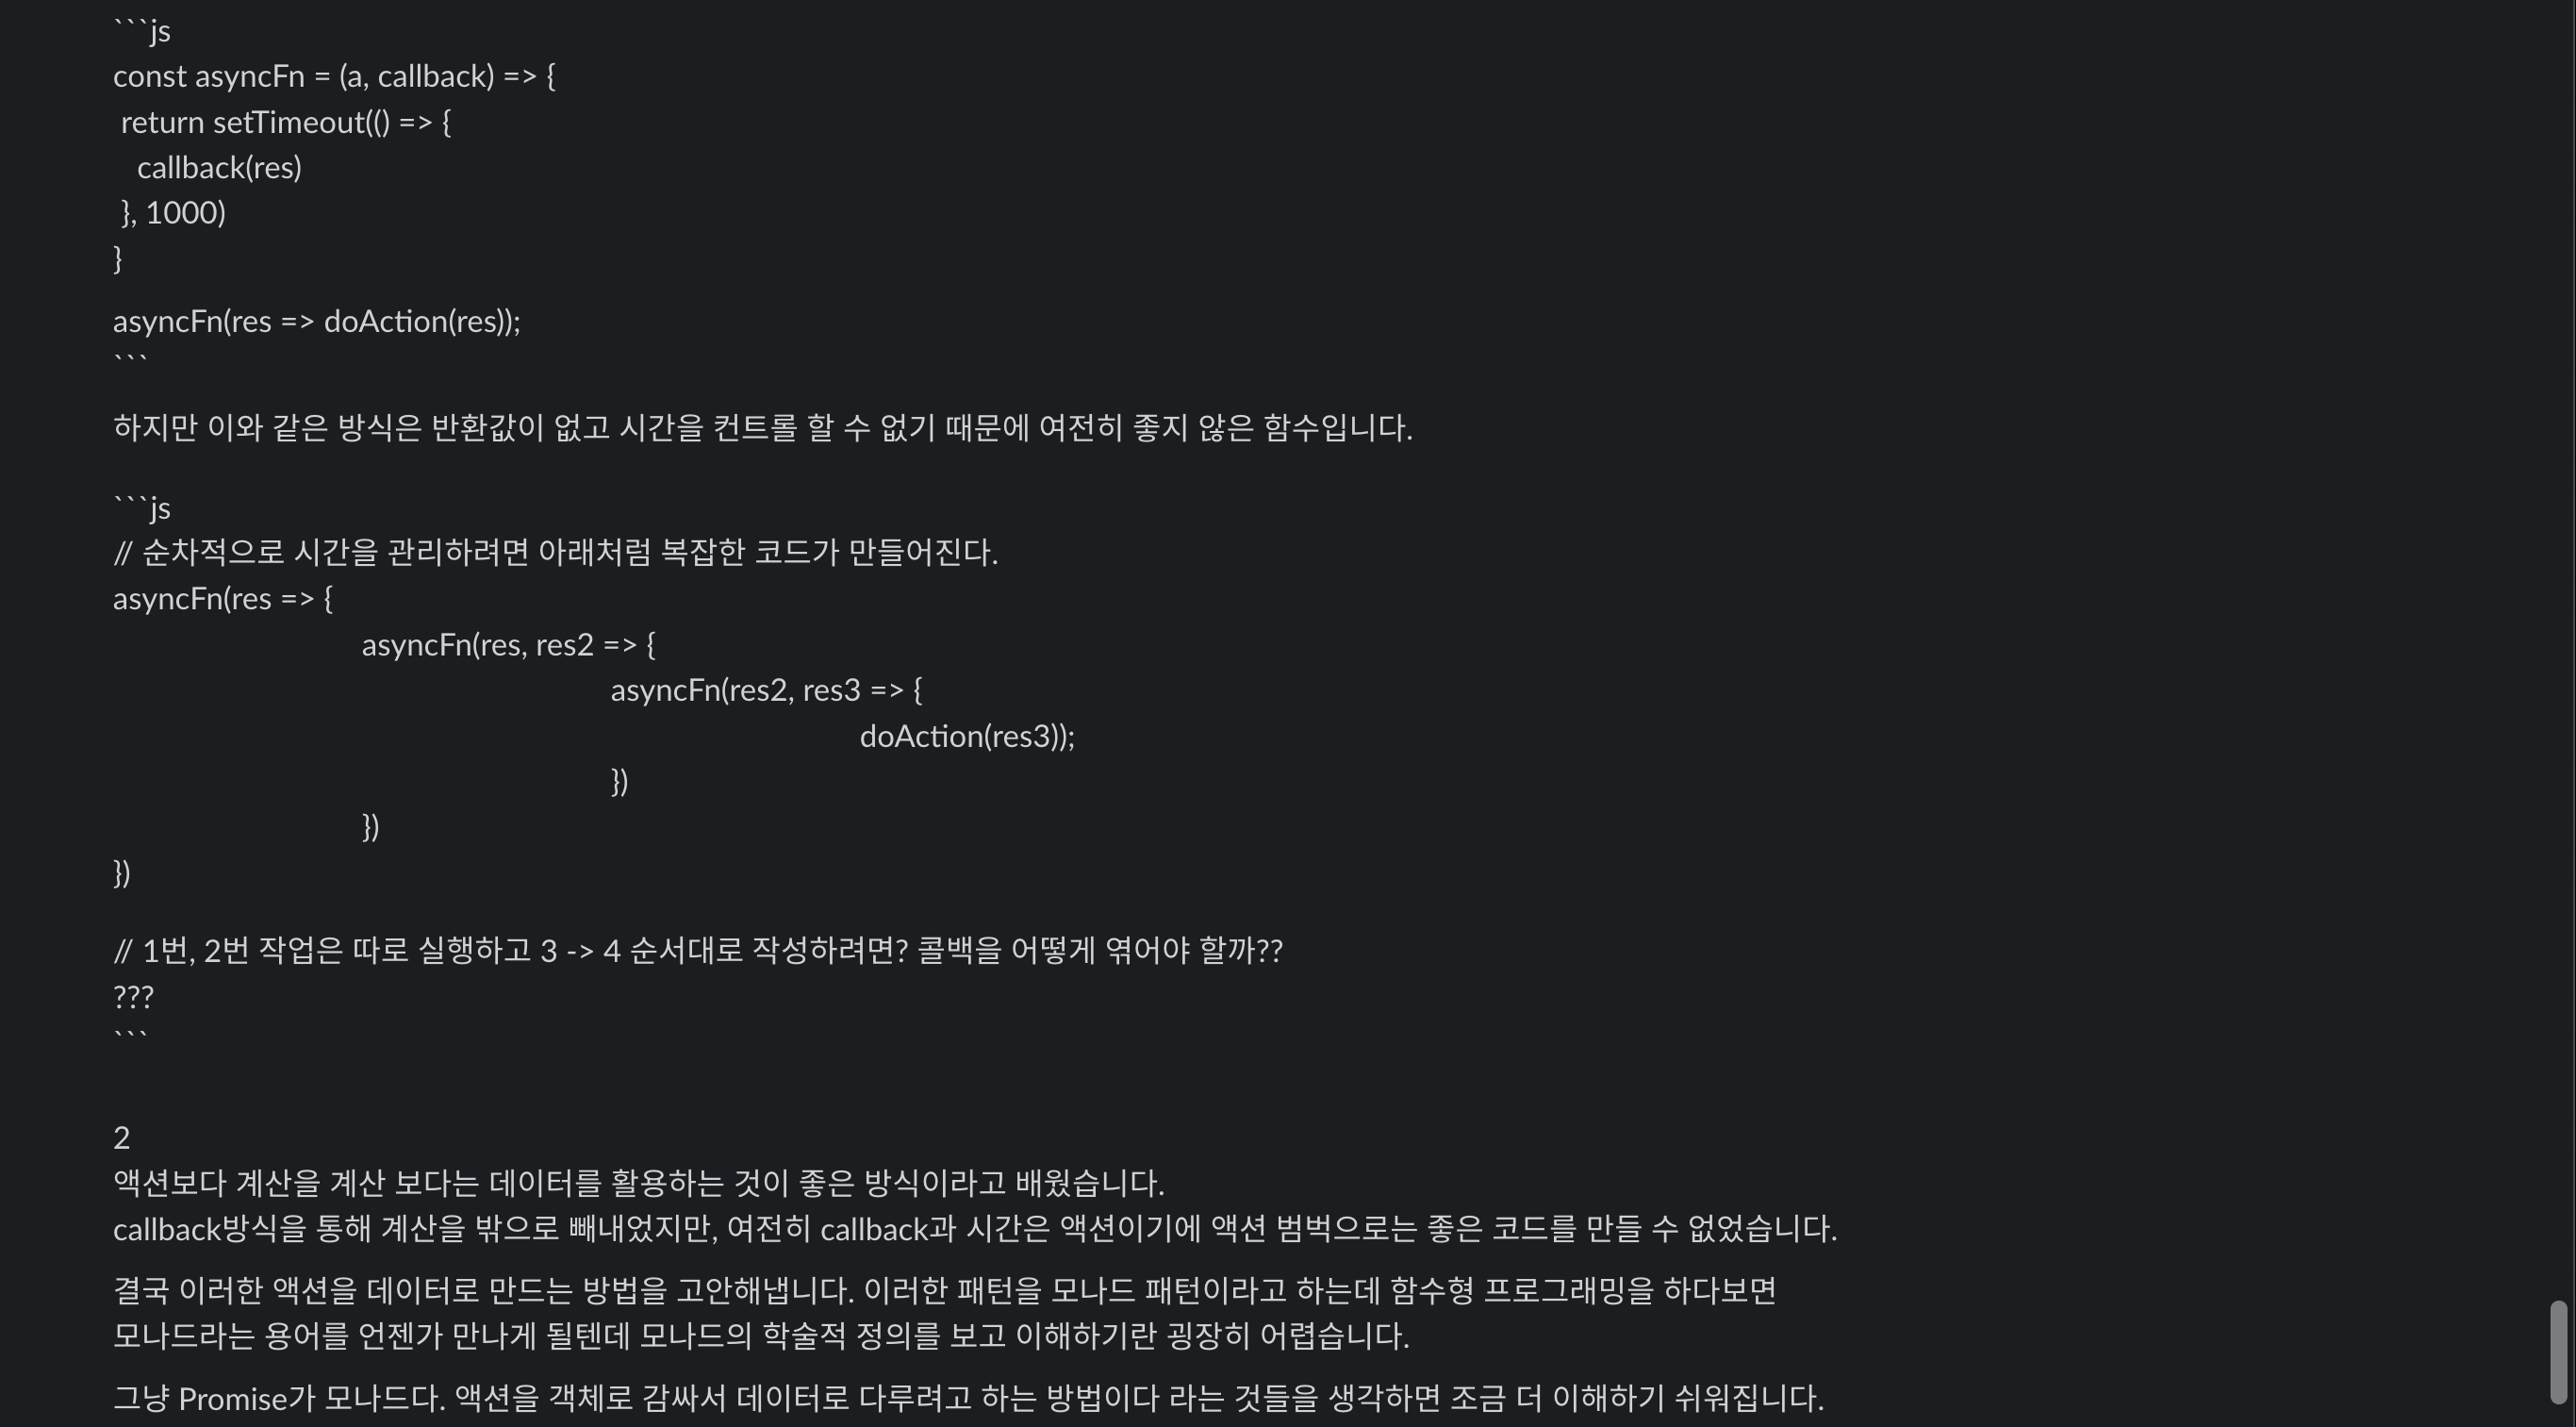 ```js
const asyncFn = (a, callback) => {
 return setTimeout(() => {
   callback(res)
 }, 1000)
}
asyncFn(res => doAction(res));
```
하지만 이와 같은 방식은 반환값이 없고 시간을 컨트롤 할 수 없기 때문에 여전히 좋지 않은 함수입니다.
```js
// 순차적으로 시간을 관리하려면 아래처럼 복잡한 코드가 만들어진다.
asyncFn(res => {
asyncFn(res, res2 => {
asyncFn(res2, res3 => {
doAction(res3));
})
})
})
// 1번, 2번 작업은 따로 실행하고 3 -> 4 순서대로 작성하려면? 콜백을 어떻게 엮어야 할까??
???
```
2
액션보다 계산을 계산 보다는 데이터를 활용하는 것이 좋은 방식이라고 배웠습니다.
callback방식을 통해 계산을 밖으로 빼내었지만, 여전히 callback과 시간은 액션이기에 액션 범벅으로는 좋은 코드를 만들 수 없었습니다.
결국 이러한 액션을 데이터로 만드는 방법을 고안해냅니다. 이러한 패턴을 모나드 패턴이라고 하는데 함수형 프로그래밍을 하다보면
모나드라는 용어를 언젠가 만나게 될텐데 모나드의 학술적 정의를 보고 이해하기란 굉장히 어렵습니다.
그냥 Promise가 모나드다. 액션을 객체로 감싸서 데이터로 다루려고 하는 방법이다 라는 것들을 생각하면 조금 더 이해하기 쉬워집니다.